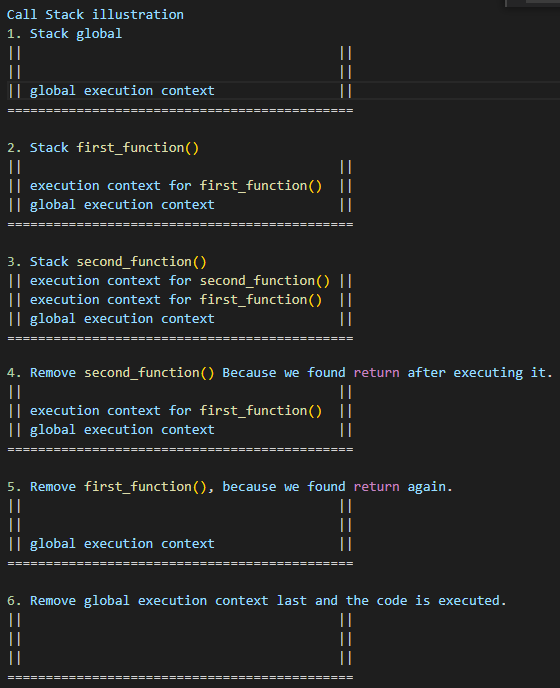 Call Stack illustration
1. Stack global
||                                         ||
||                                         ||
|| global execution context                ||
=============================================
2. Stack first_function()
||                                         ||
|| execution context for first_function()  ||
|| global execution context                ||
=============================================
3. Stack second_function()
|| execution context for second_function() ||
|| execution context for first_function()  ||
|| global execution context                ||
=============================================
4. Remove second_function() Because we found return after executing it.
||                                         ||
|| execution context for first_function()  ||
|| global execution context                ||
=============================================
5. Remove first_function(), because we found return again.
||                                         ||
||                                         ||
|| global execution context                ||
=============================================
6. Remove global execution context last and the code is executed.
||                                         ||
||                                         ||
||                                         ||
=============================================